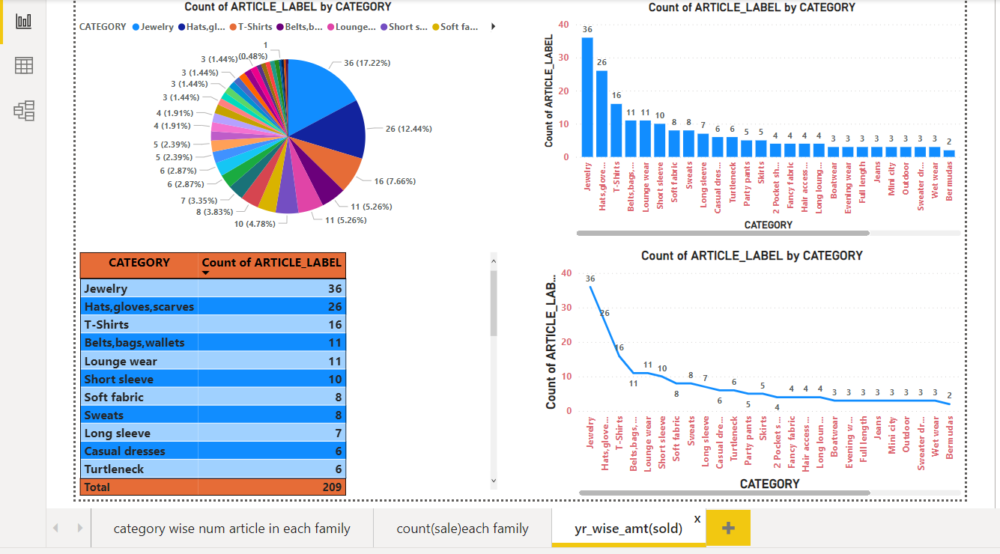 Count of ARTICLE_LABEL by CATEGORY
CATEGORY Jewelry Hats,gl... T-Shirts Belts,b... Lounge... Short s... Soft fa...
1
(0.48%)
3 (1.44%)
3 (1.44%)
3 (1.44%)
3 (1.44%)
4 (1.91%)
4 (1.91%)
5 (2.39%)
5 (2.39%)
6 (2.87%)
6 (2.87%)
7 (3.35%)
8 (3.83%)
10 (4.78%)
11 (5.26%)
11 (5.26%)
16 (7.66%)
26 (12.44%)
36 (17.22%)
Count of ARTICLE_LABEL by CATEGORY
Count of ARTICLE_LABEL
40
30
20
10
0
36 26 16 11 11 10 8 8 7 6 6 5 5 4 4 4 4 3 3 3 3 3 3 3 3 2
Jewelry
Hats,glove...
T-Shirts
Belts,bags,...
Lounge wear
Short sleeve
Soft fabric
Sweats
Long sleeve
Casual dres...
Turtleneck
Party pants
Skirts
2 Pocket sh...
Fancy fabric
Hair access...
Long loung...
Boatwear
Evening wear
Full length
Jeans
Mini city
Outdoor
Sweater dr...
Wet wear
Bermudas
CATEGORY
CATEGORY Count of ARTICLE_LABEL
Jewelry 36
Hats,gloves,scarves 26
T-Shirts 16
Belts,bags,wallets 11
Lounge wear 11
Short sleeve 10
Soft fabric 8
Sweats 8
Long sleeve 7
Casual dresses 6
Turtleneck 6
Total 209
Count of ARTICLE_LABEL by CATEGORY
Count of ARTICLE_LAB...
40
30
20
10
0
36 26 16 11 11 10 8 8 7 6 6 5 5 4 4 4 4 3 3 3 3 3 3 3 3 2
Jewelry
Hats,glove...
T-Shirts
Belts,bags,...
Lounge wear
Short sleeve
Soft fabric
Sweats
Long sleeve
Casual dre...
Turtleneck
Party pants
Skirts
2 Pocket s...
Fancy fabric
Hair access...
Long loun...
Boatwear
Evening w...
Full length
Jeans
Mini city
Outdoor
Sweater dr...
Wet wear
Bermudas
CATEGORY
category wise num article in each family
count(sale)each family
yr_wise_amt(sold)
x
+